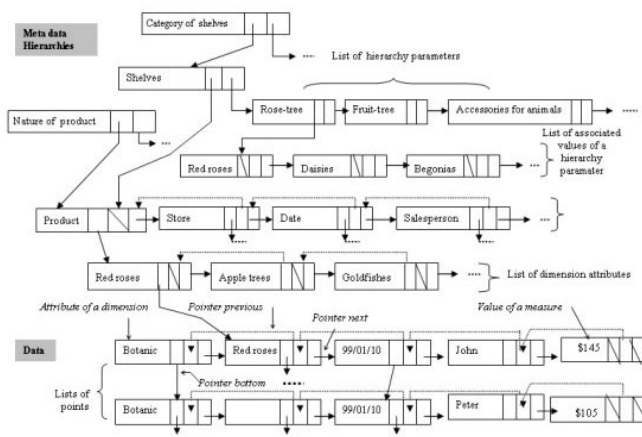 Meta data
Hierarchies
Category of shelves
....
List of hierarchy parameters
Shelves
Nature of product
....
Rose-tree
Fruit-tree
Accessories for animals
....
List of associated
values of a
hierarchy
paramater
Red roses
Daisies
Begonias
...
Product
Store
Date
Salesperson
...
Red roses
Apple trees
Goldfishes
....
List of dimension attributes
Attribute of a dimension
Pointer previous
Pointer next
Value of a measure
Data
Botanic
Red roses
99/01/10
John
$145
Lists of
points
Pointer bottom
Botanic
99/01/10
Peter
$105